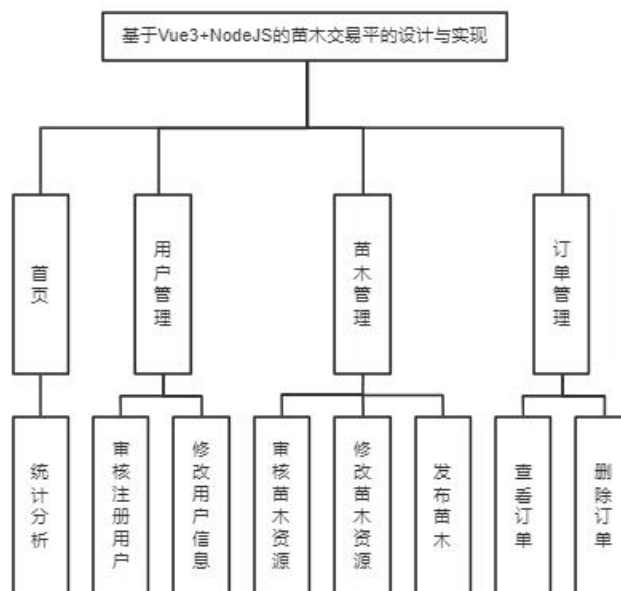 基于Vue3+NodeJS的苗木交易平的设计与实现
首页
用户管理
苗木管理
订单管理
统计分析
审核注册用户
修改用户信息
审核苗木资源
修改苗木资源
发布苗木
查看订单
删除订单